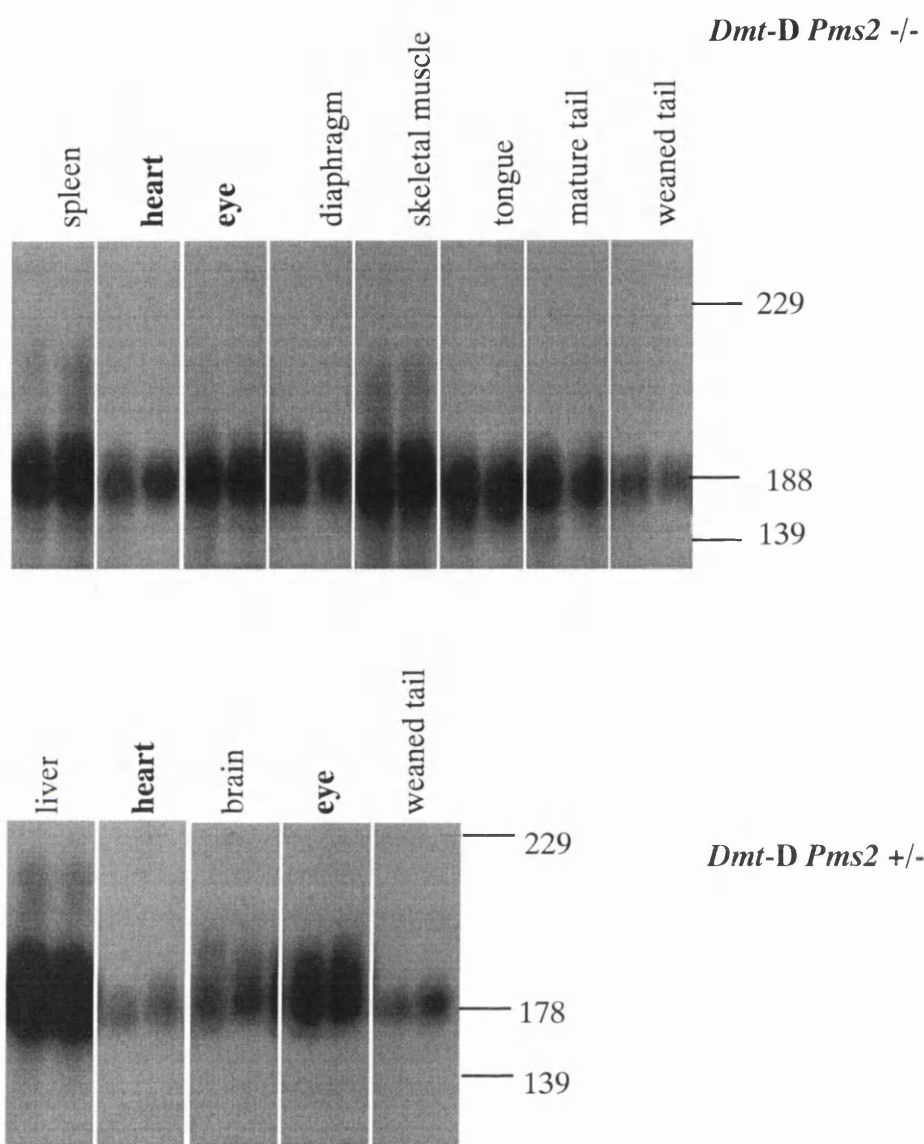 Dmt-D Pms2 -/-
spleen
heart
eye
diaphragm
skeletal muscle
tongue
mature tail
weaned tail
229
188
139
liver
heart
brain
eye
weaned tail
229
178
139
Dmt-D Pms2 +/-